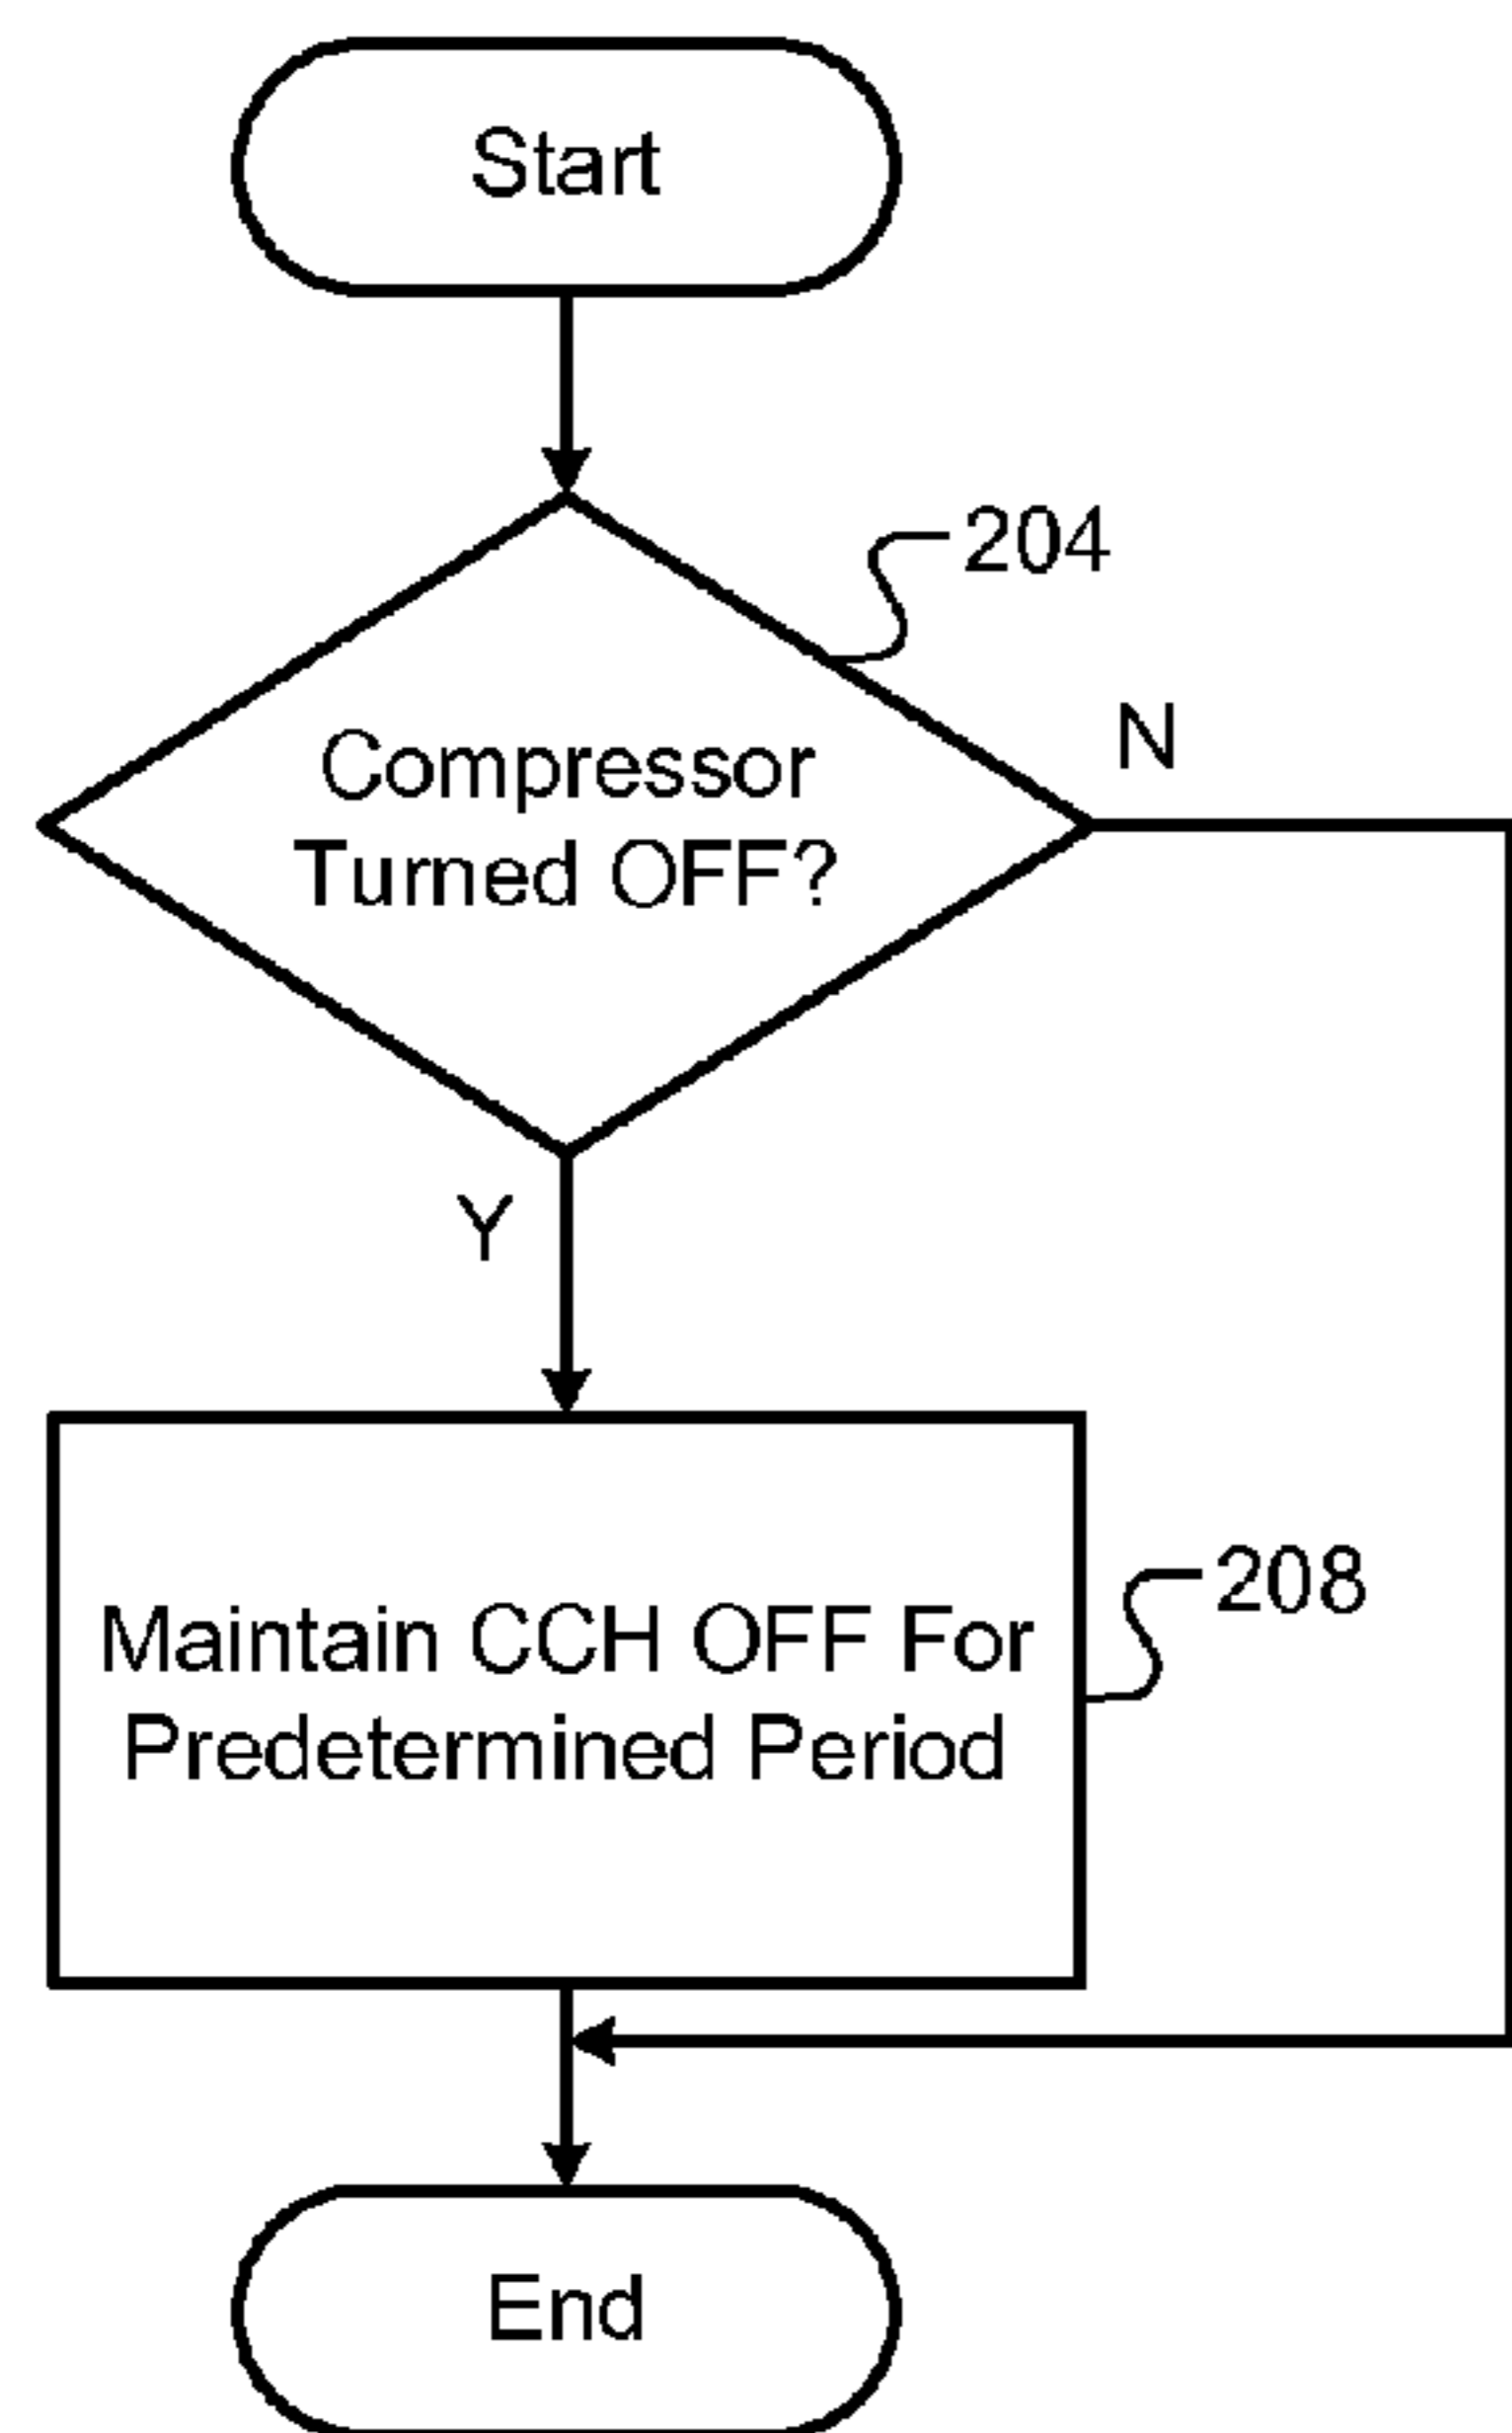 Start
204
Compressor
Turned OFF?
N
Y
Maintain CCH OFF For
Predetermined Period
208
End